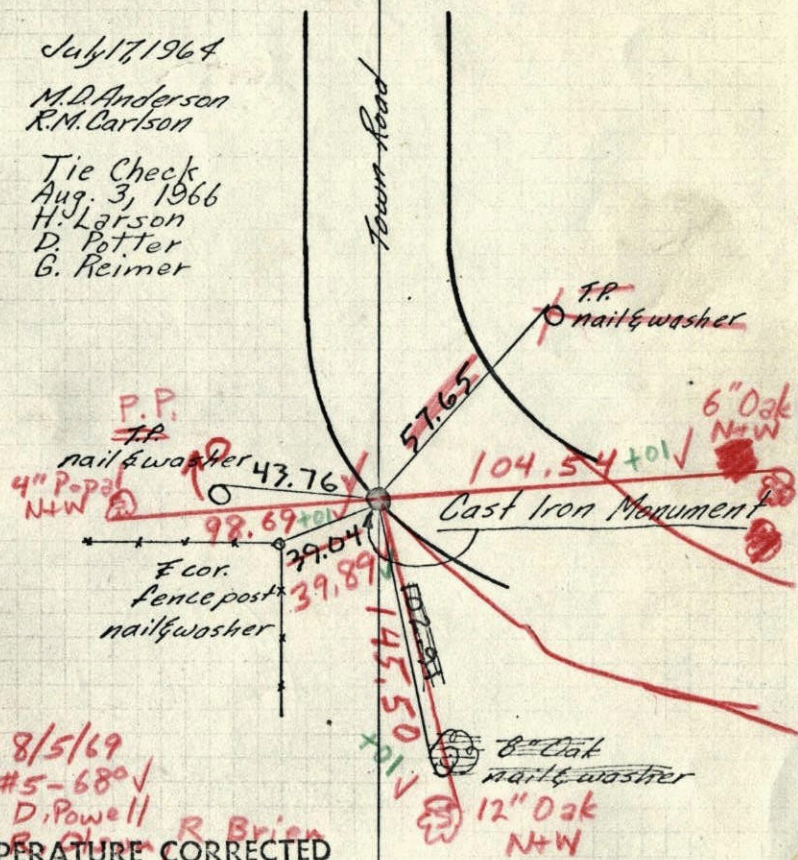 July 17, 1964
M.D. Anderson
R.M. Carlson
Tie Check
Aug. 3, 1966
H. Larson
D. Potter
G. Reimer
Town Road
T.P.
nail & washer
57.65
P.P.
T.P.
nail & washer
43.76
4" Popal
N+W
98.69 +01 ✓
6" Oak
N+W
104.54 +01 ✓
Cast Iron Monument
39.04
39.89 ✓
cor.
fence post
nail & washer
145.50
+01 ✓
8" Oak
nail & washer
12" Oak
N+W
8/5/69
#5-68° ✓
D. Powell
R. Brien
PERATURE CORRECTED